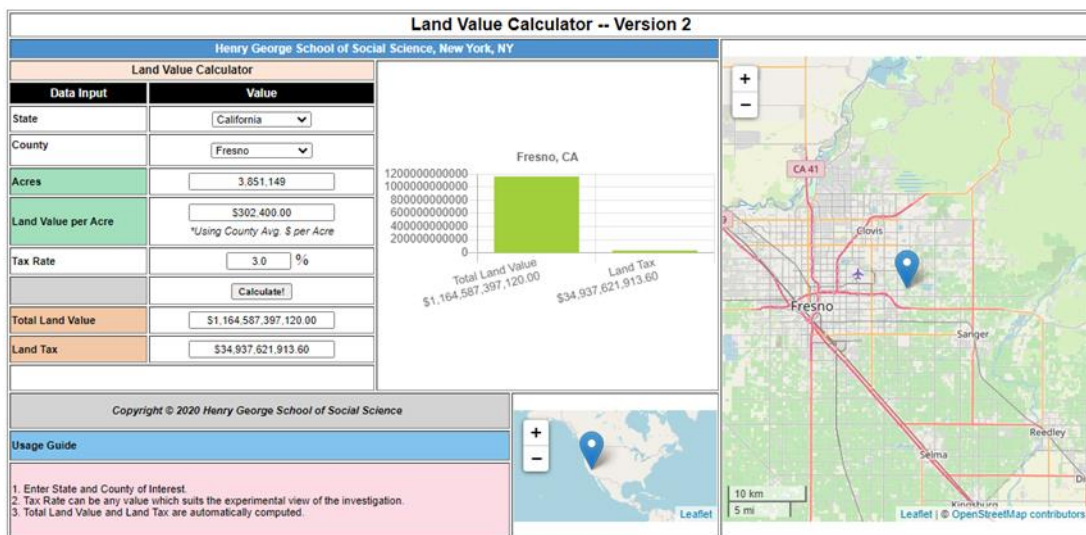 Land Value Calculator -- Version 2
Henry George School of Social Science, New York, NY
Land Value Calculator
Data Input Value
State California
County Fresno
Acres 3,851,149
Land Value per Acre $302,400.00
*Using County Avg. $ per Acre
Tax Rate 3.0 %
Calculate!
Total Land Value $1,164,587,397,120.00
Land Tax $34,937,621,913.60
Fresno, CA
1200000000000
1000000000000
800000000000
600000000000
400000000000
200000000000
0
Total Land Value
$1,164,587,397,120.00
Land Tax
$34,937,621,913.60
Copyright © 2020 Henry George School of Social Science
Usage Guide
1. Enter State and County of Interest.
2. Tax Rate can be any value which suits the experimental view of the investigation.
3. Total Land Value and Land Tax are automatically computed.
+
−
Leaflet
+
−
CA 41
9
Clovis
Fresno
Sanger
Reedley
Selma
Kingsburg
10 km
5 mi
Leaflet | © OpenStreetMap contributors